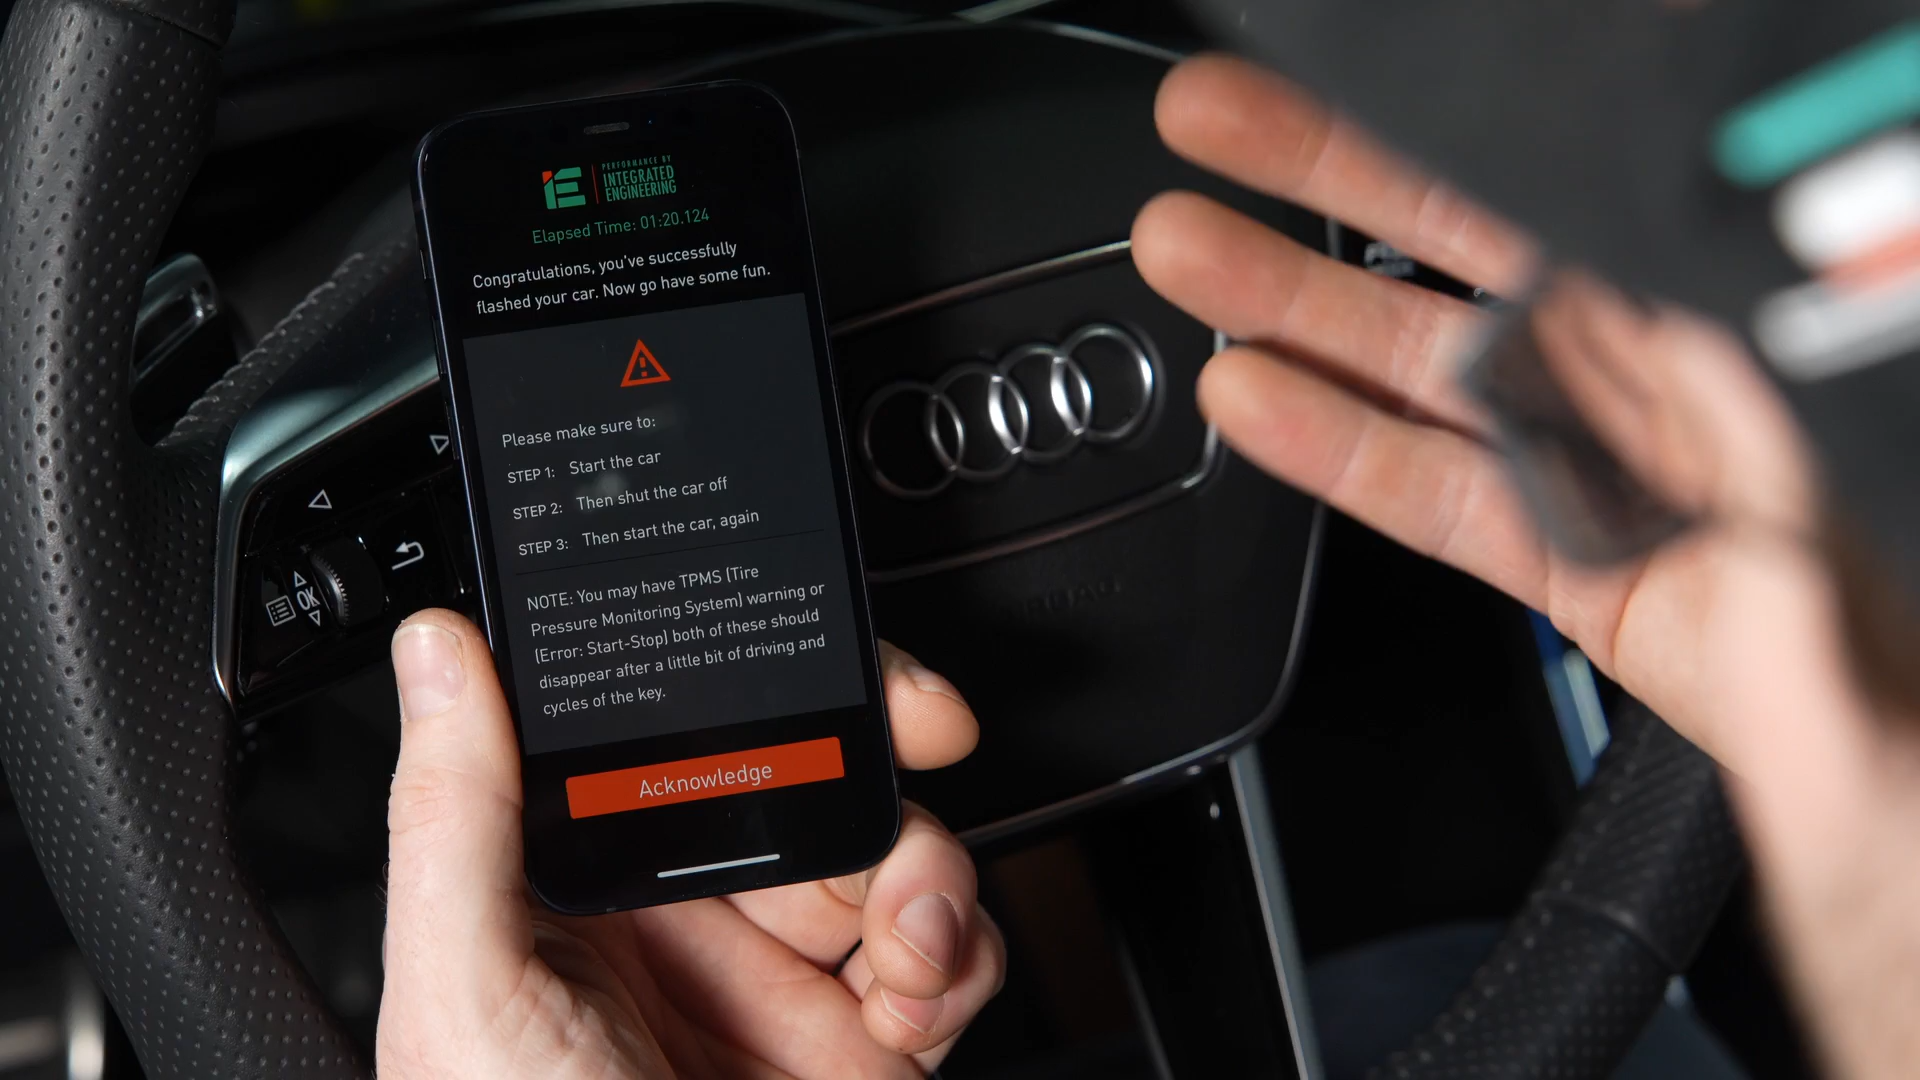 PERFORMANCE BY
INTEGRATED
ENGINEERING
Elapsed Time: 01:20.124
Congratulations, you've successfully
flashed your car. Now go have some fun.
Please make sure to:
STEP 1: Start the car
STEP 2: Then shut the car off
STEP 3: Then start the car, again
NOTE: You may have TPMS (Tire
Pressure Monitoring System) warning or
(Error: Start-Stop) both of these should
disappear after a little bit of driving and
cycles of the key.
Acknowledge
OK